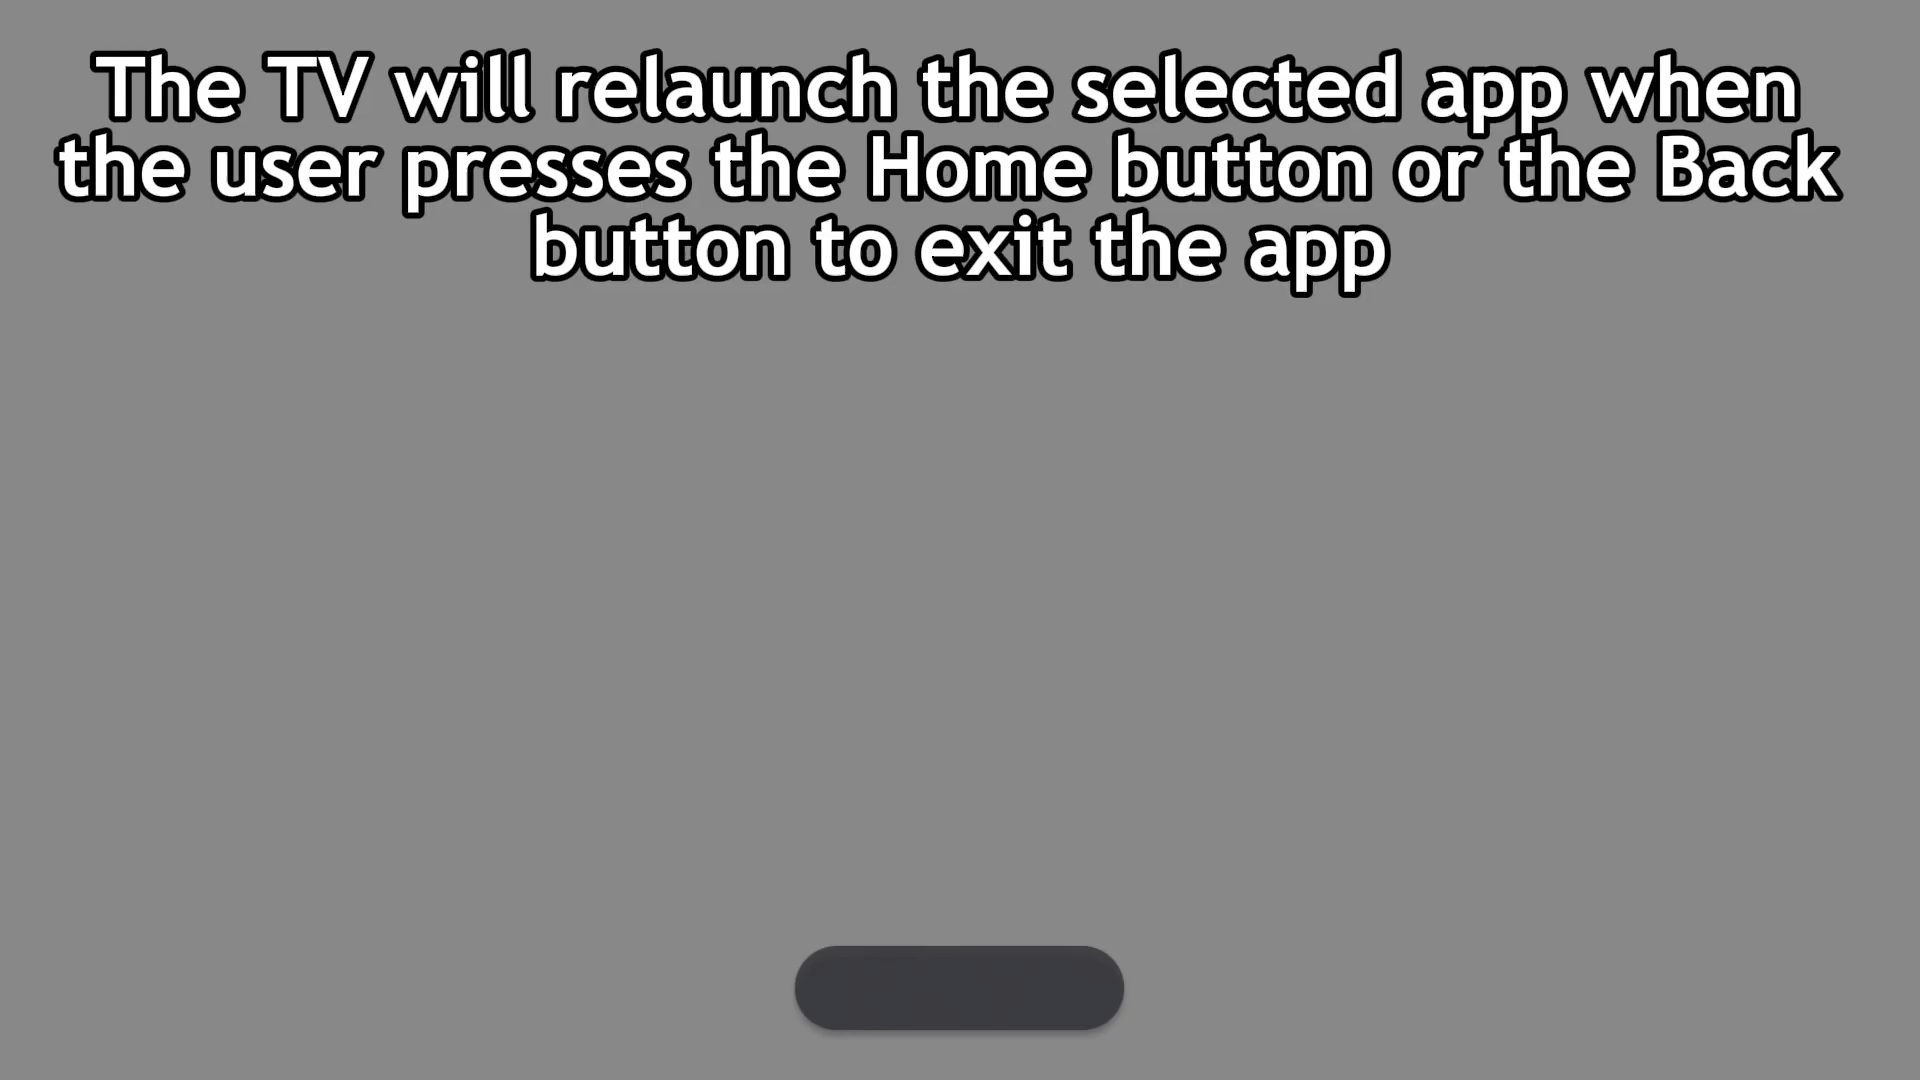 The TV will relaunch the selected app when
the user presses the Home button or the Back
button to exit the app